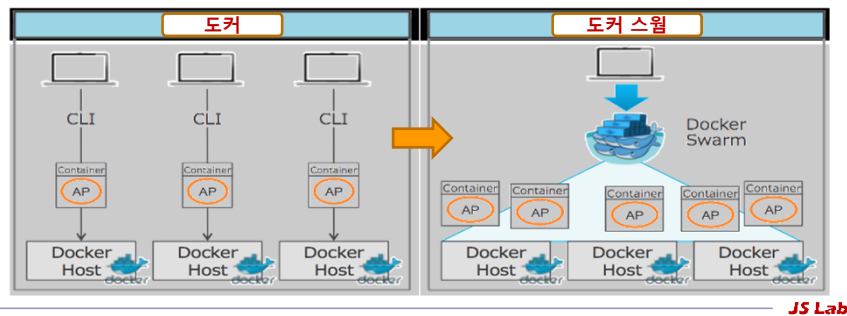 도커
CLI
CLI
CLI
Container
AP
Container
AP
Container
AP
Docker
Host
docker
Docker
Host
docker
Docker
Host
docker
도커 스웜
Docker
Swarm
Container
AP
Container
AP
Container
AP
Container
AP
Container
AP
Docker
Host
docker
Docker
Host
docker
Docker
Host
docker
JS Lab